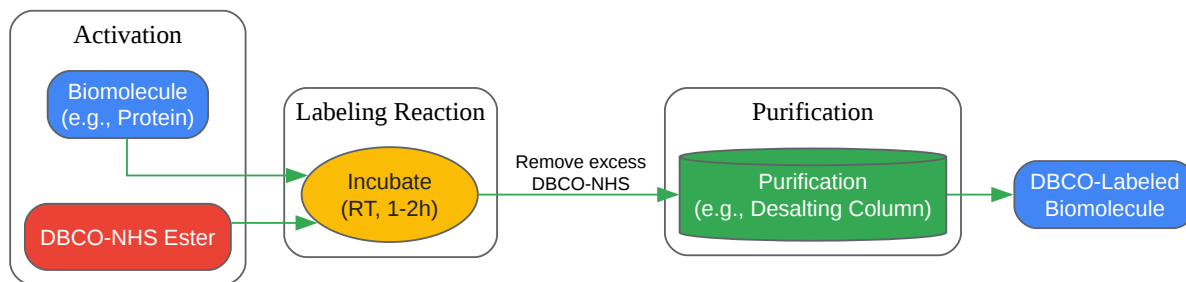 Activation
Biomolecule
(e.g., Protein)
DBCO-NHS Ester
Labeling Reaction
Incubate
(RT, 1-2h)
Remove excess
DBCO-NHS
Purification
Purification
(e.g., Desalting Column)
DBCO-Labeled
Biomolecule